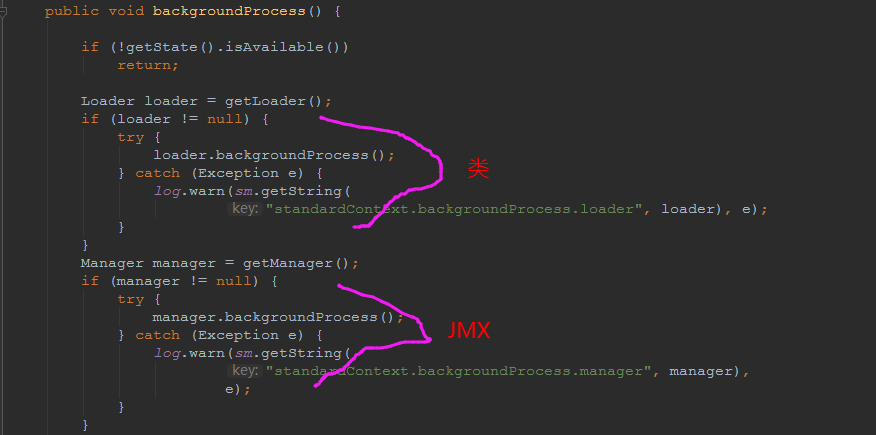 public void backgroundProcess() {
if (!getState().isAvailable())
return;
Loader loader = getLoader();
if (loader != null) {
try {
loader.backgroundProcess();
} catch (Exception e) {
类
log.warn(sm.getString(
key: "standardContext.backgroundProcess.loader", loader), e);
}
}
Manager manager = getManager();
if (manager != null) {
try {
manager.backgroundProcess();
JMX
} catch (Exception e) {
log.warn(sm.getString(
key: "standardContext.backgroundProcess.manager", manager),
e);
}
}